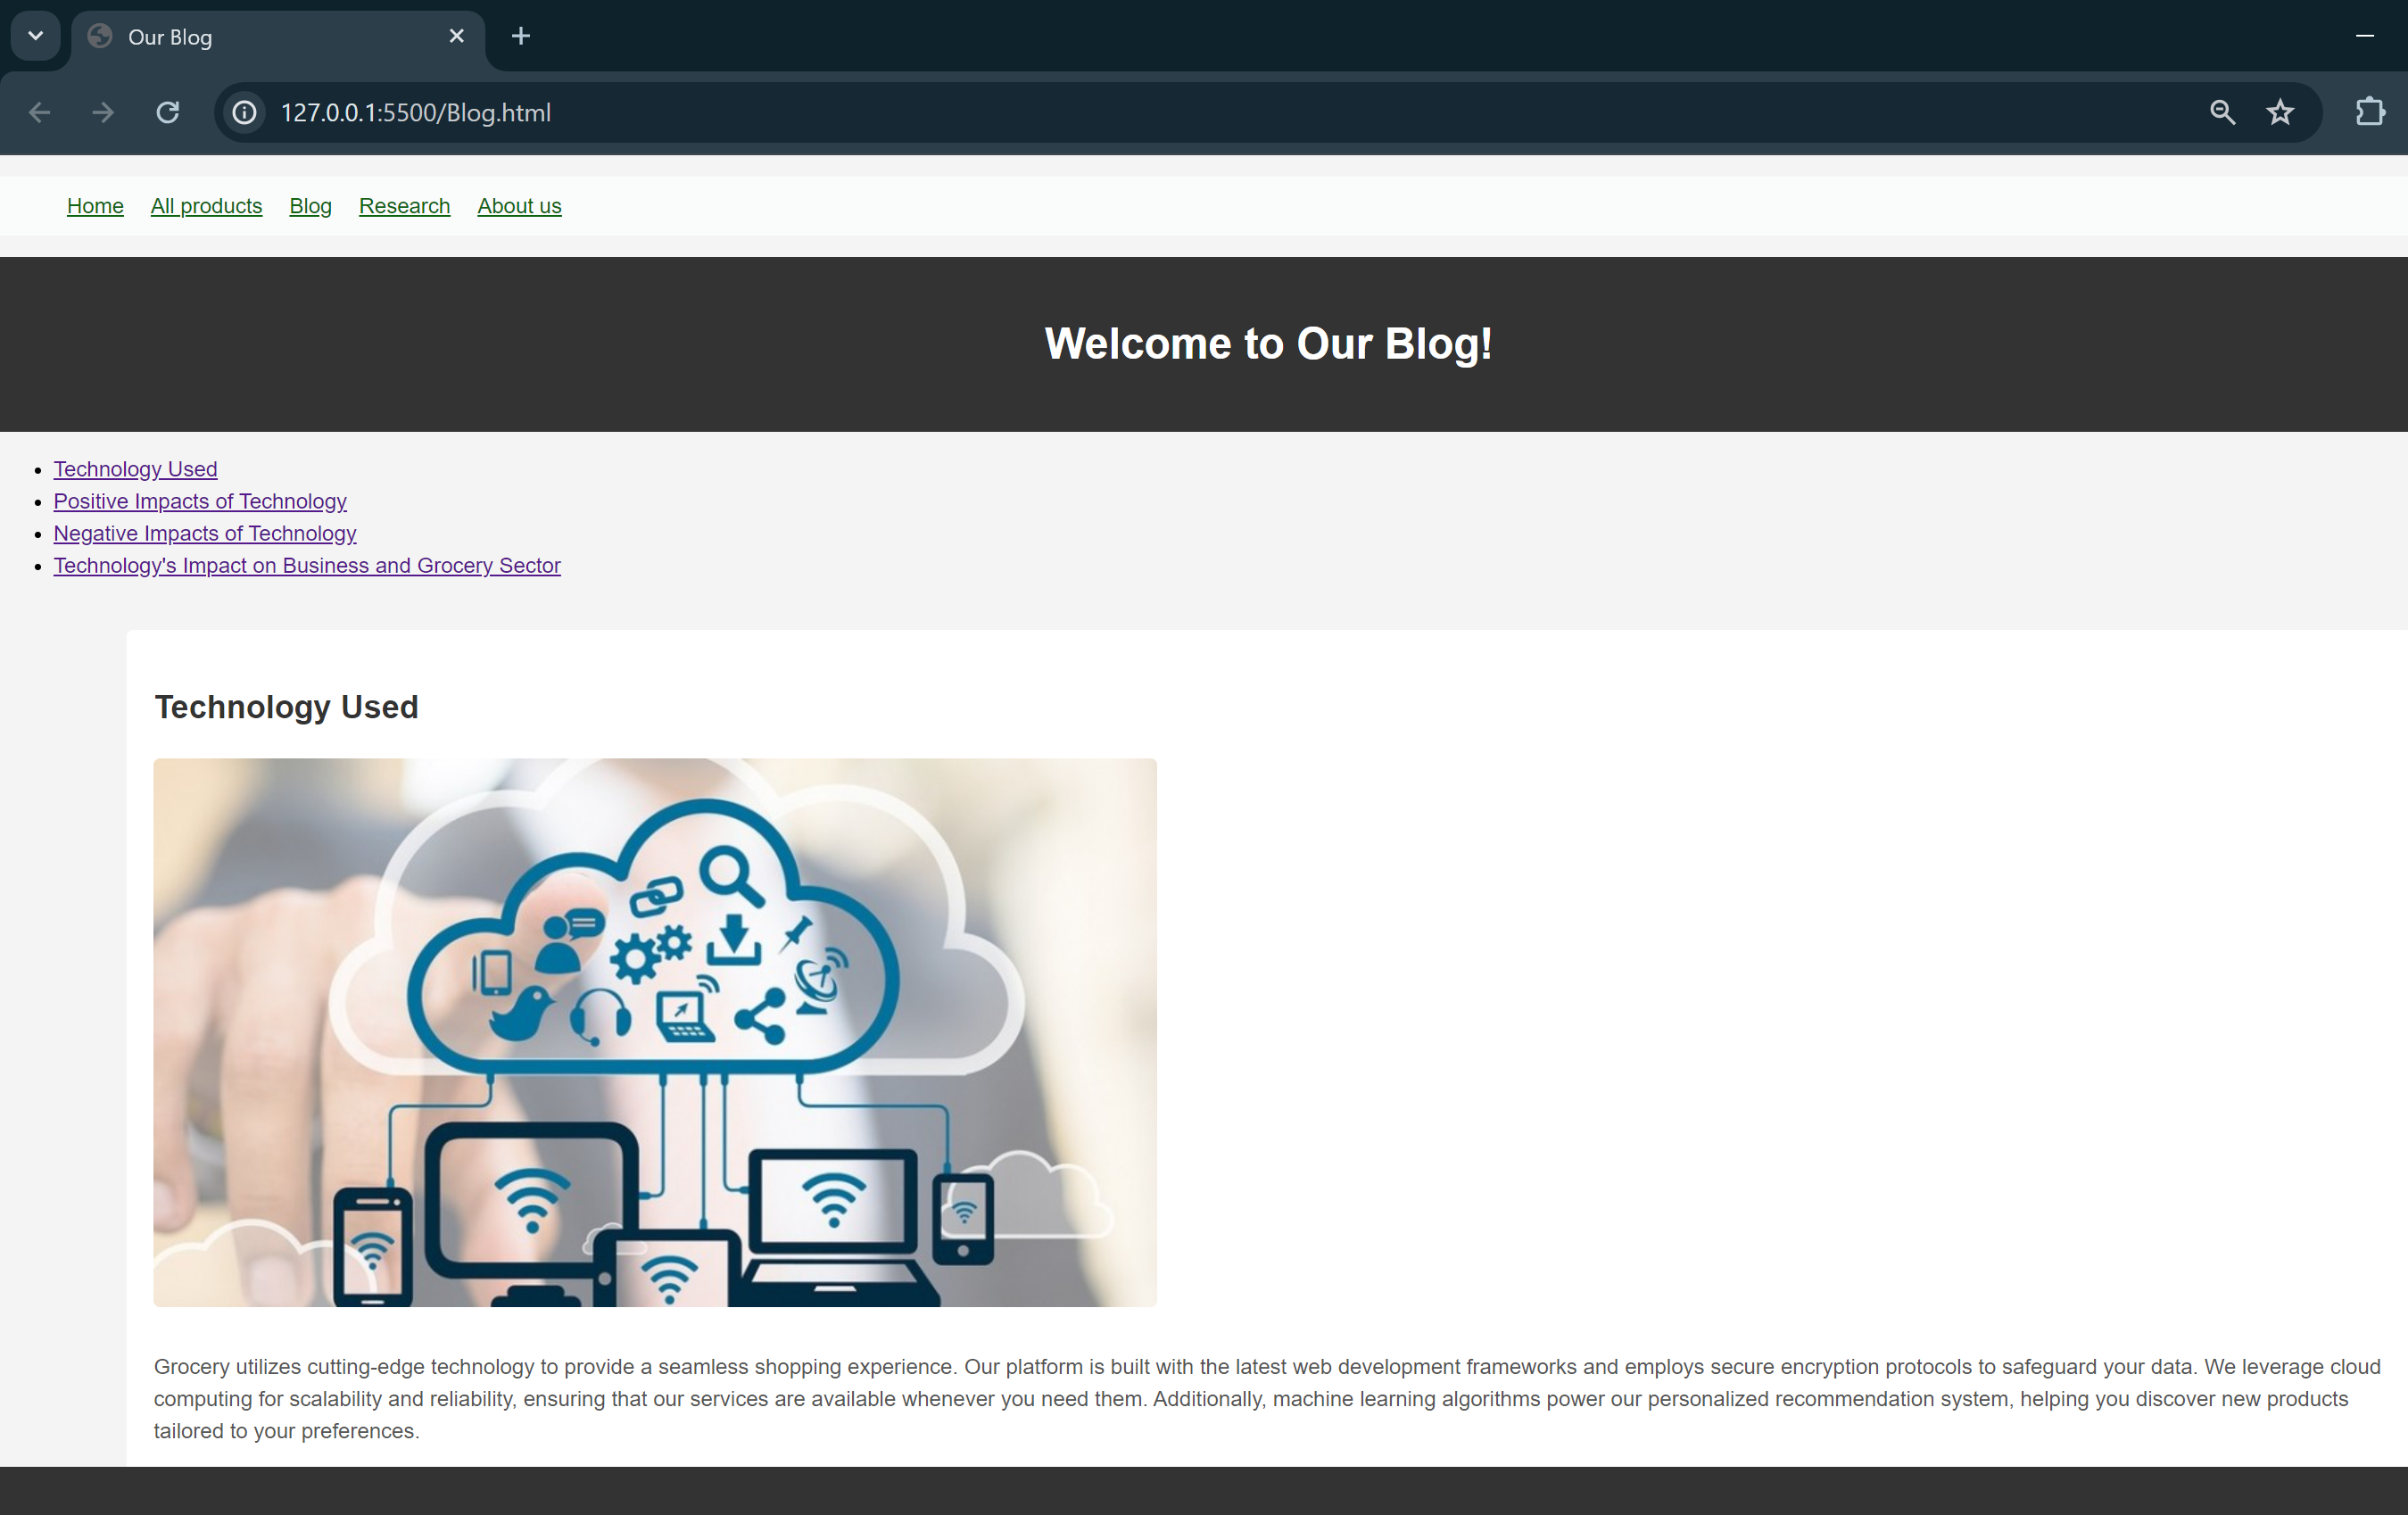 Our Blog
127.0.0.1:5500/Blog.html
Home All products Blog Research About us
Welcome to Our Blog!
Technology Used
Positive Impacts of Technology
Negative Impacts of Technology
Technology's Impact on Business and Grocery Sector
Technology Used
Grocery utilizes cutting-edge technology to provide a seamless shopping experience. Our platform is built with the latest web development frameworks and employs secure encryption protocols to safeguard your data. We leverage cloud
computing for scalability and reliability, ensuring that our services are available whenever you need them. Additionally, machine learning algorithms power our personalized recommendation system, helping you discover new products
tailored to your preferences.